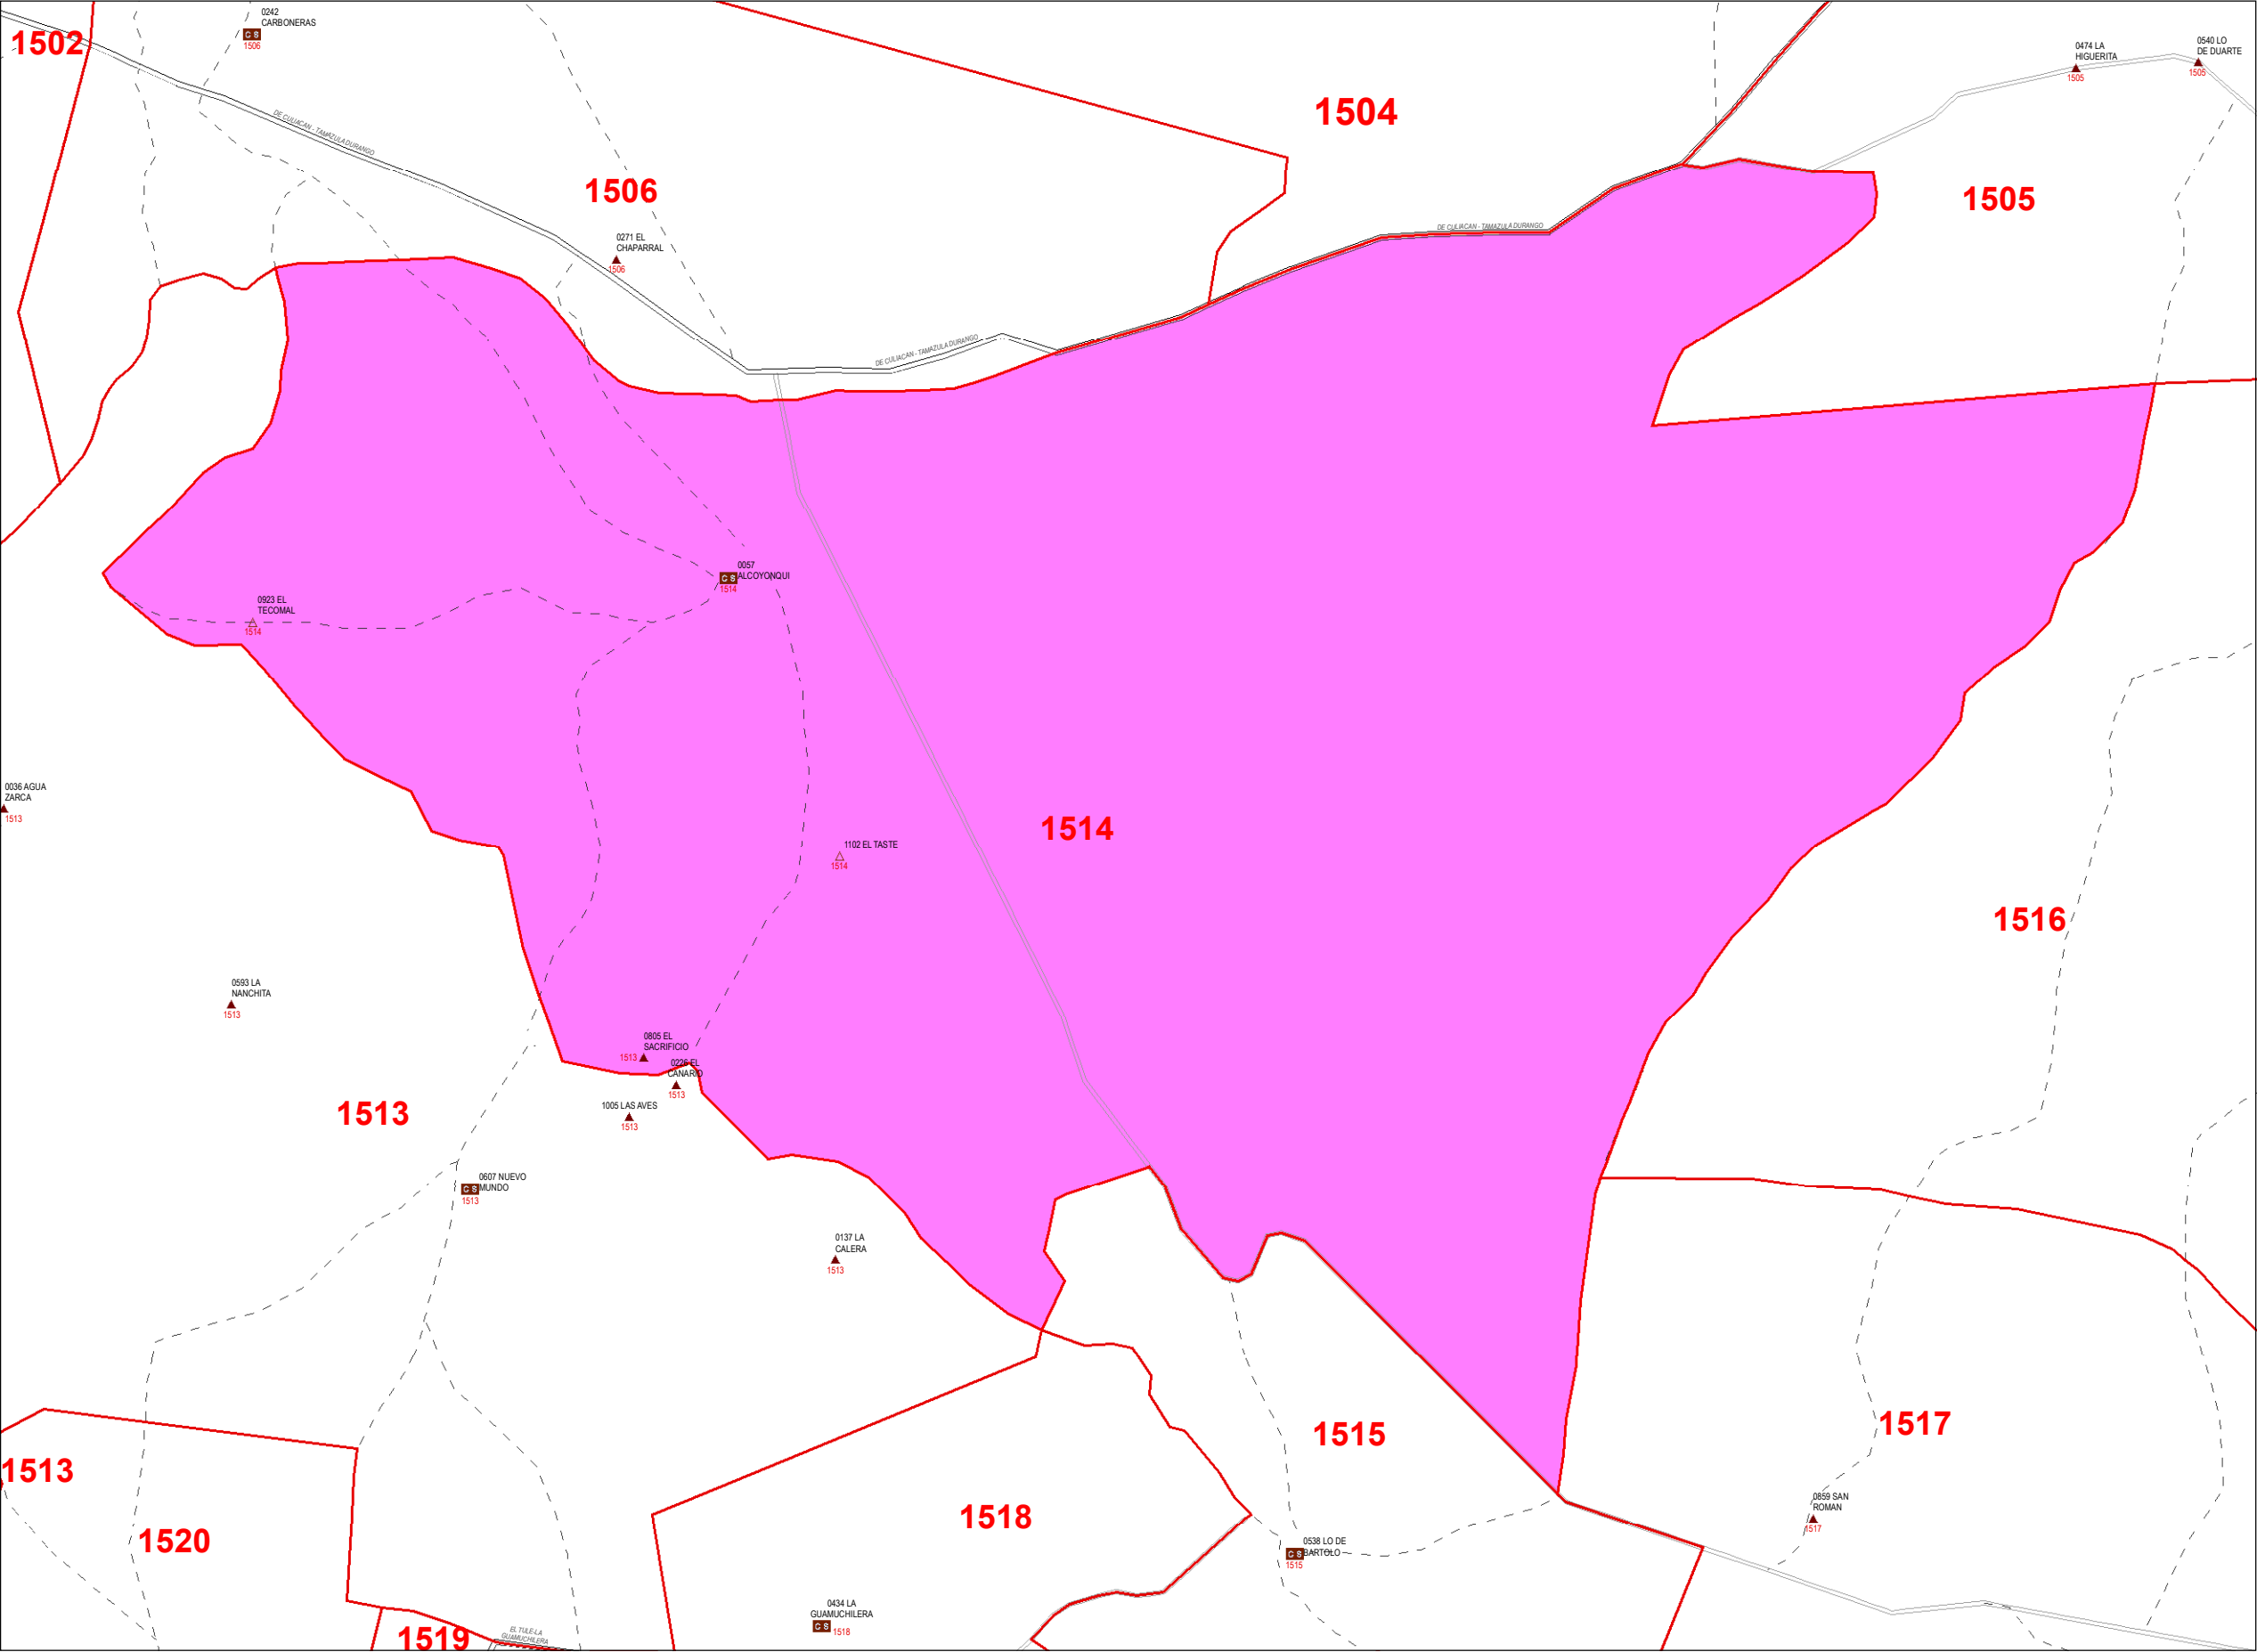 0242
CARBONERAS
C S
1506
1502
DE CULIACAN - TAMAZULA DURANGO
1504
0474 LA
HIGUERITA
1505
0540 LO
DE DUARTE
1505
1506
1505
0271 EL
CHAPARRAL
1506
DE CULIACAN - TAMAZULA DURANGO
DE CULIACAN - TAMAZULA DURANGO
0057
ALCOYONQUI
C S
1514
0923 EL
TECOMAL
1514
0036 AGUA
ZARCA
1513
1514
1102 EL TASTE
1514
1516
0593 LA
NANCHITA
1513
0805 EL
SACRIFICIO
1513
0226 EL
CANARIO
1513
1005 LAS AVES
1513
1513
0607 NUEVO
MUNDO
C S
1513
0137 LA
CALERA
1513
1515
1517
1513
1518
0859 SAN
ROMAN
1517
1520
0538 LO DE
BARTOLO
C S
1515
0434 LA
GUAMUCHILERA
C S
1518
1519
EL TULE-LA
GUAMUCHILERA